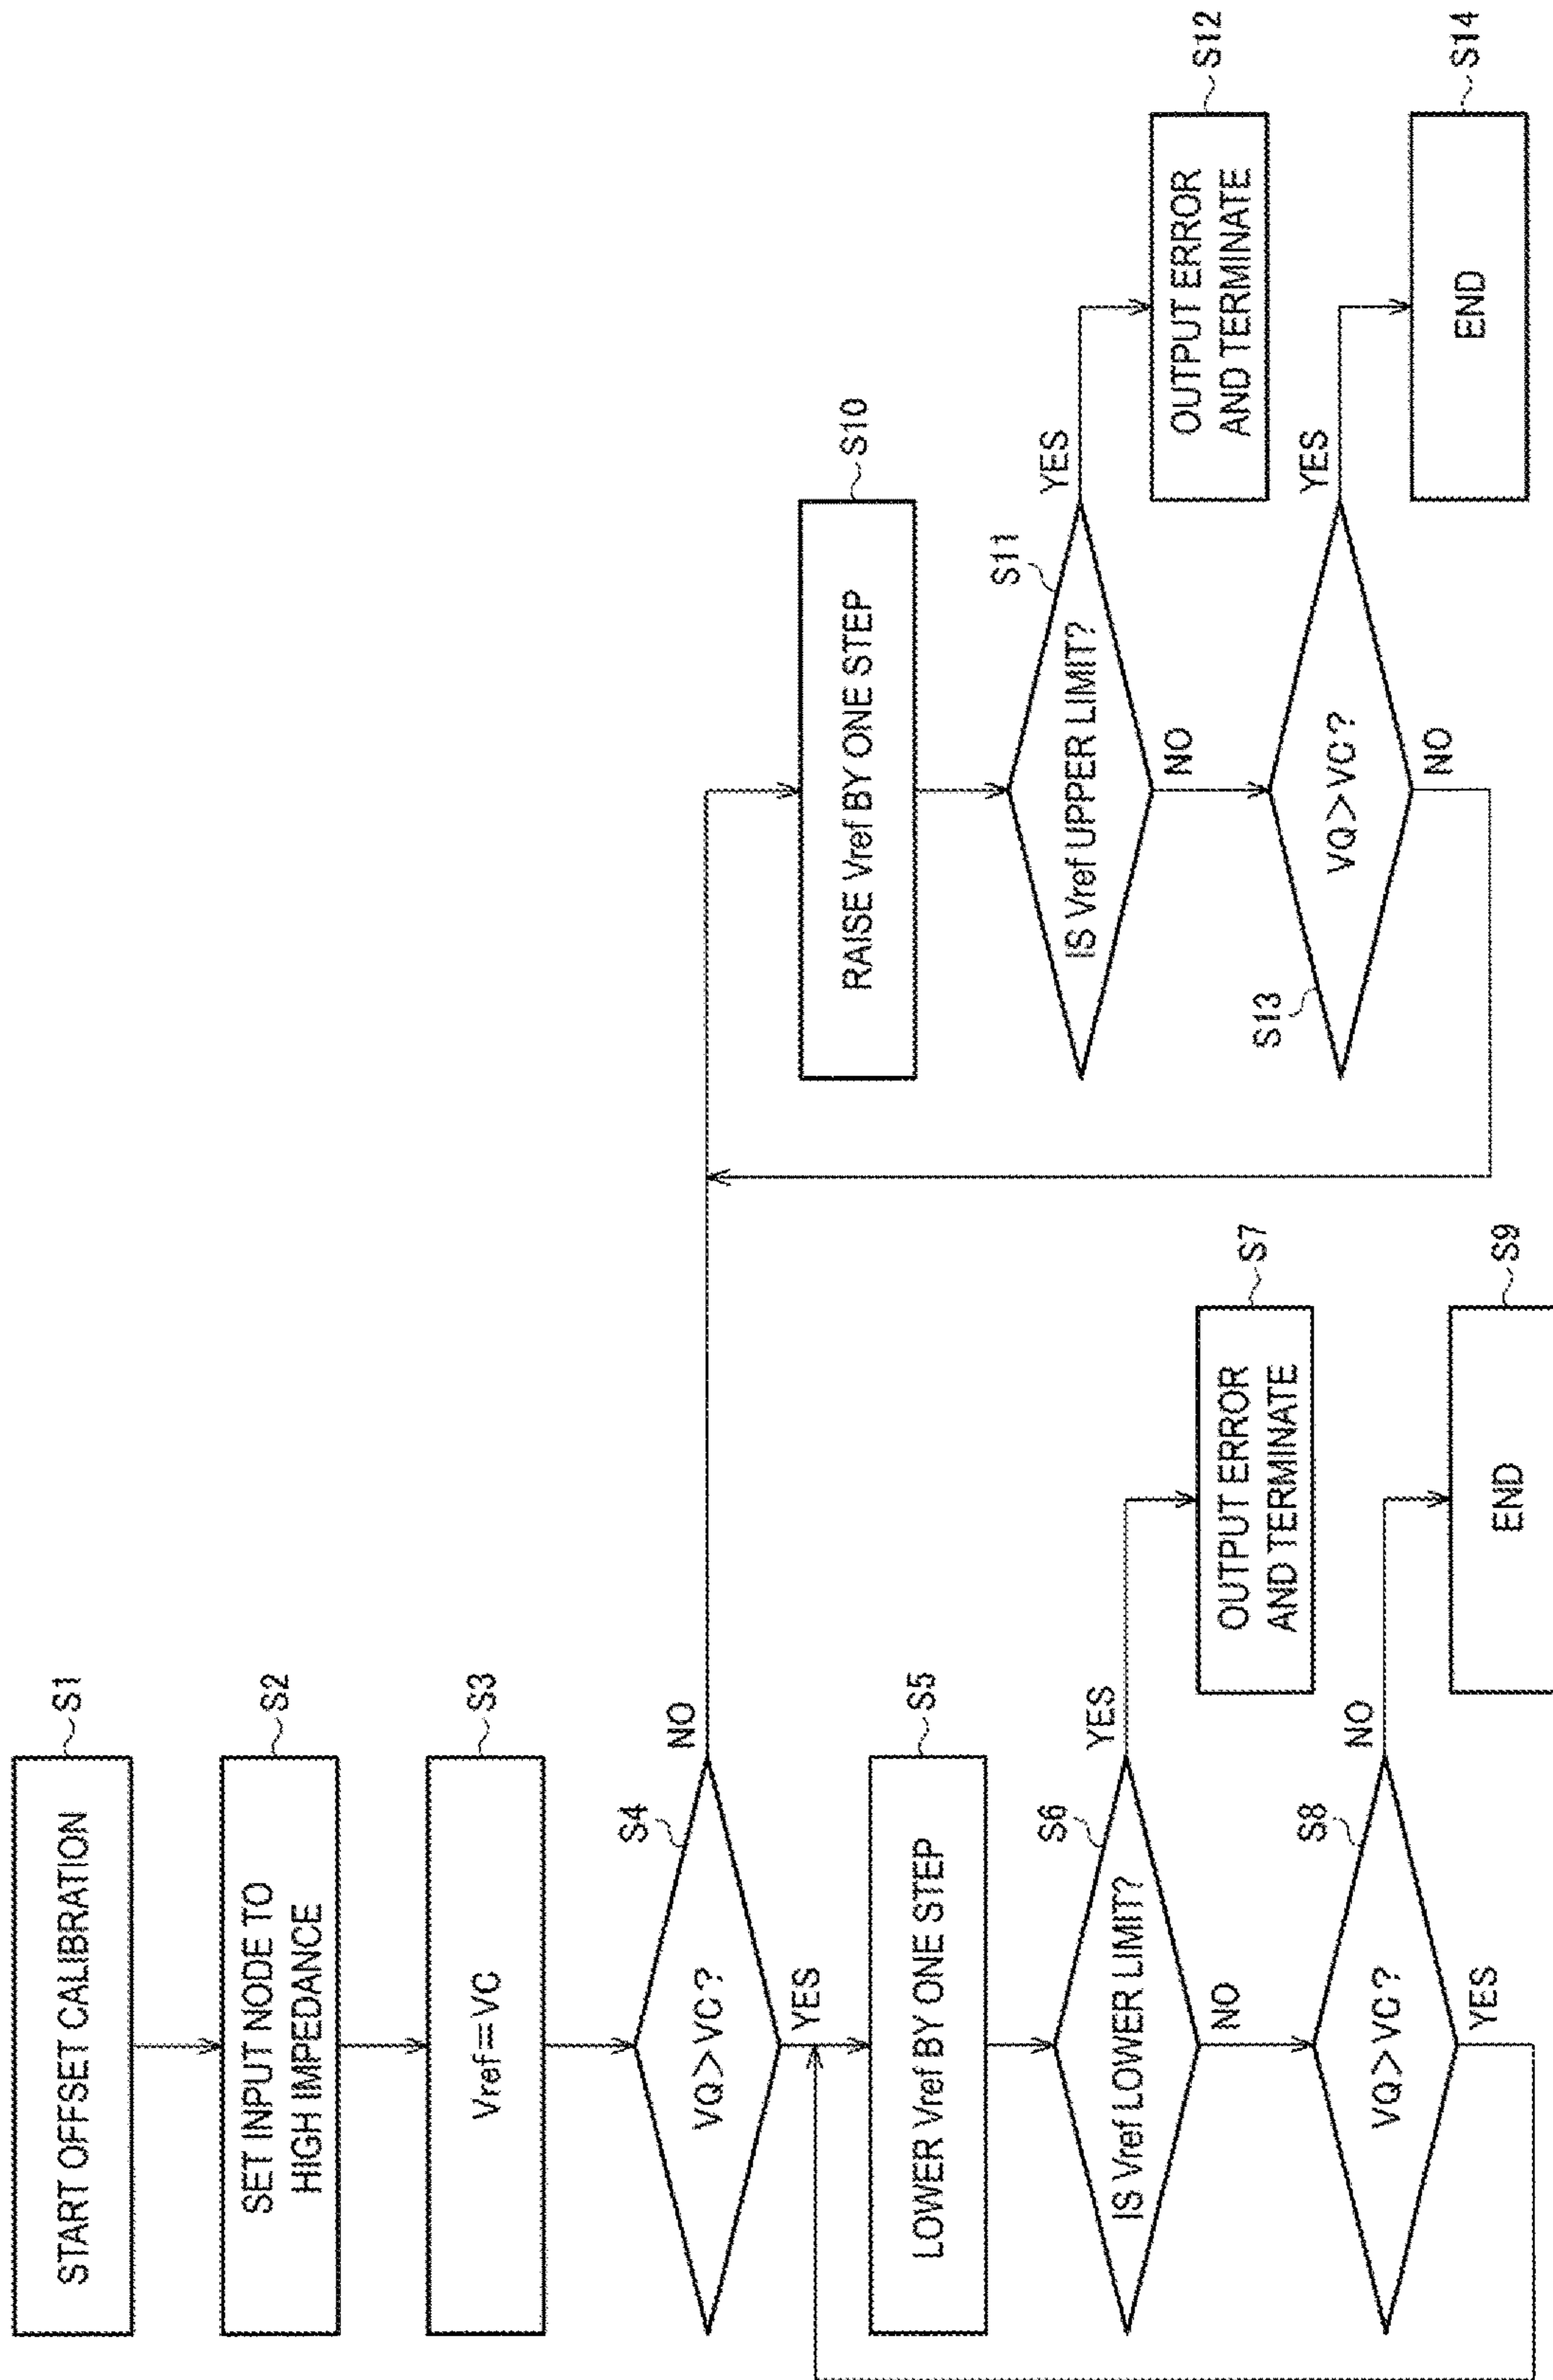 START OFFSET CALIBRATION
S1
SET INPUT NODE TO
HIGH IMPEDANCE
S2
Vref=VC
S3
S4
VQ>VC?
NO
YES
LOWER Vref BY ONE STEP
S5
S6
IS Vref LOWER LIMIT?
YES
NO
OUTPUT ERROR
AND TERMINATE
S7
S8
VQ>VC?
NO
YES
END
S9
RAISE Vref BY ONE STEP
S10
S11
IS Vref UPPER LIMIT?
YES
NO
OUTPUT ERROR
AND TERMINATE
S12
S13
VQ>VC?
YES
NO
END
S14